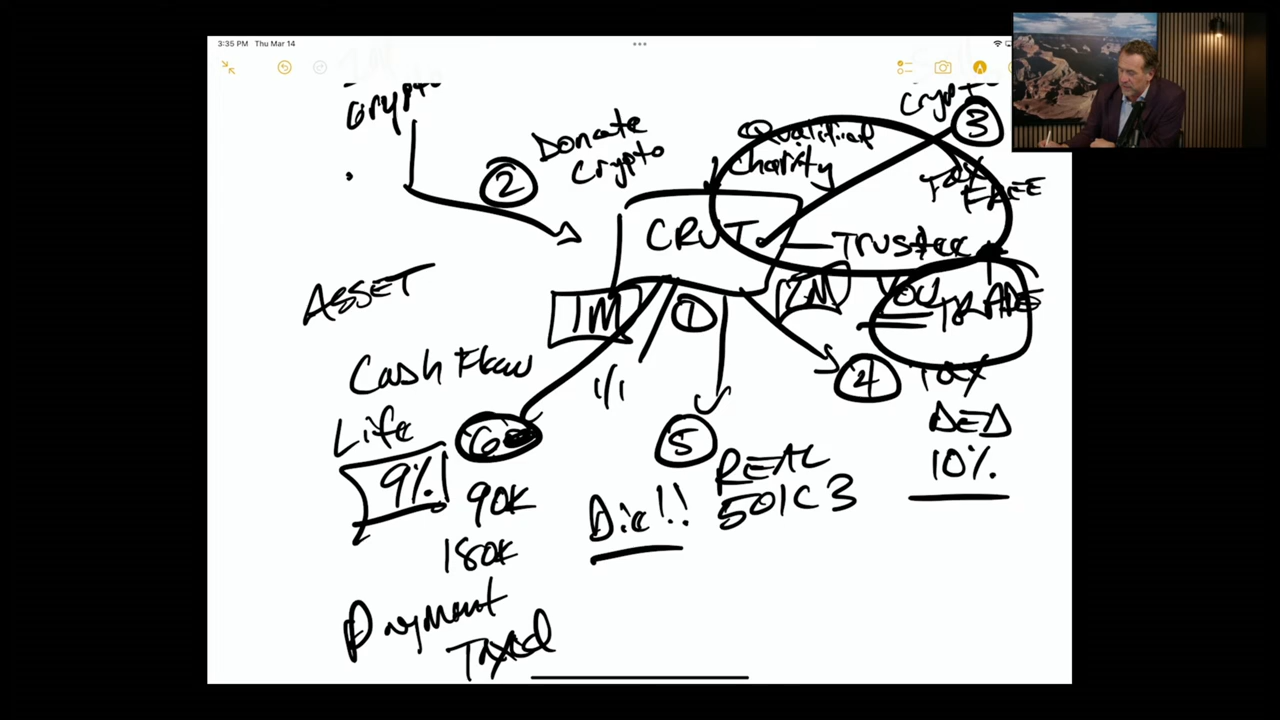 3:35 PM Thu Mar 14
Crypto
Donate
Crypto
2
Qualified
Charity
Crypto
3
TAX
FREE
CRUT
TRUSTEE
YOU
TRADE
ASSET
1M
1
2M
1/1
Cash Flow
Life
6
9%
90K
180K
Payment
Taxed
5
REAL
501C3
Die!!
4
TAX
DED
10%